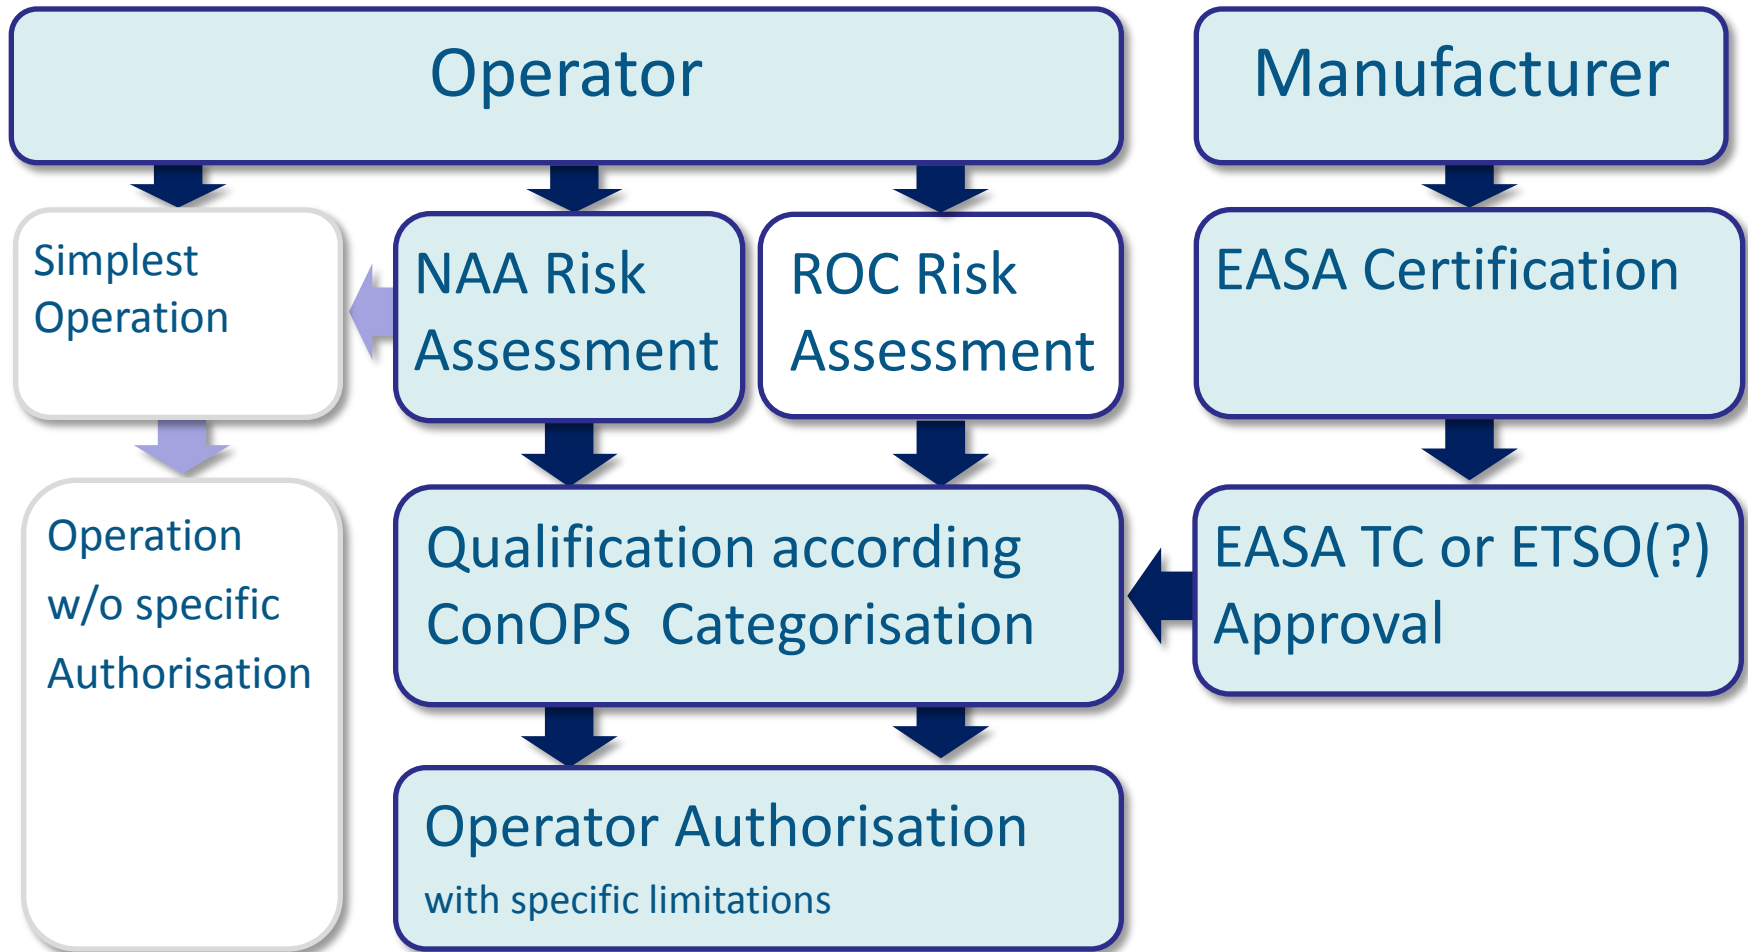 Operator
Manufacturer
Simplest
Operation
NAA Risk
Assessment
ROC Risk
Assessment
EASA Certification
Operation
w/o specific
Authorisation
Qualification according
ConOPS  Categorisation
EASA TC or ETSO(?)
Approval
Operator Authorisation
with specific limitations